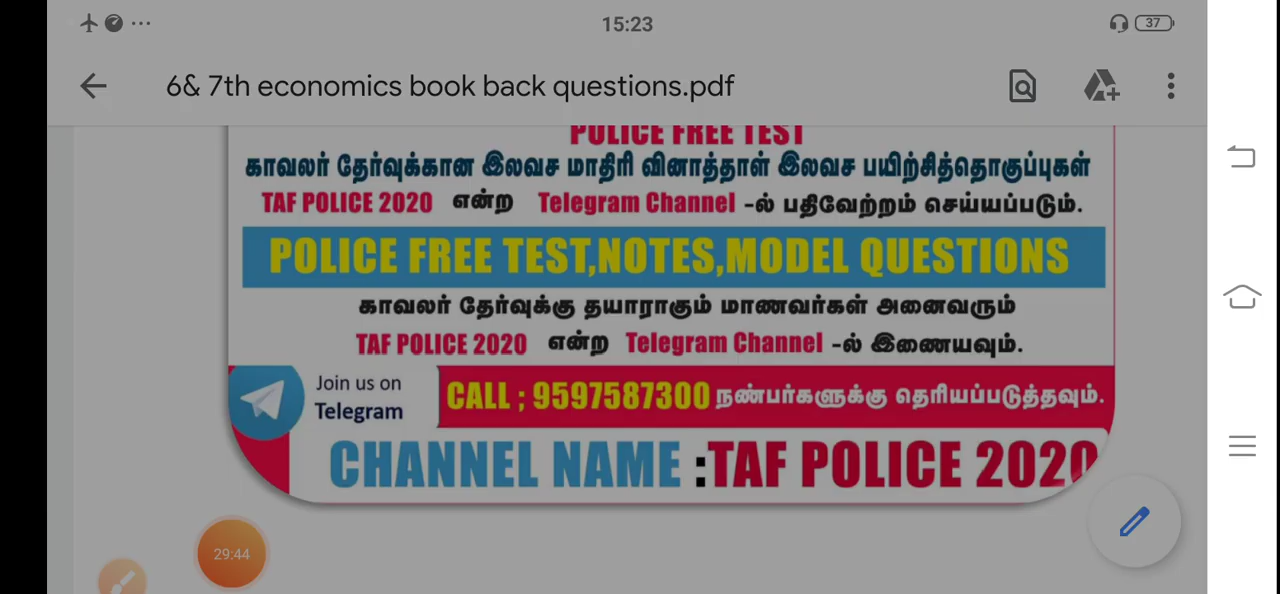 15:23
37
6& 7th economics book back questions.pdf
POLICE FREE TEST
காவலர் தேர்வுக்கான இலவச மாதிரி வினாத்தாள் இலவச பயிற்சித்தொகுப்புகள்
TAF POLICE 2020 என்ற Telegram Channel -ல் பதிவேற்றம் செய்யப்படும்.
POLICE FREE TEST,NOTES,MODEL QUESTIONS
காவலர் தேர்வுக்கு தயாராகும் மாணவர்கள் அனைவரும்
TAF POLICE 2020 என்ற Telegram Channel -ல் இணையவும்.
Join us on
Telegram
CALL ; 9597587300 நண்பர்களுக்கு தெரியப்படுத்தவும்.
CHANNEL NAME :TAF POLICE 2020
29:44